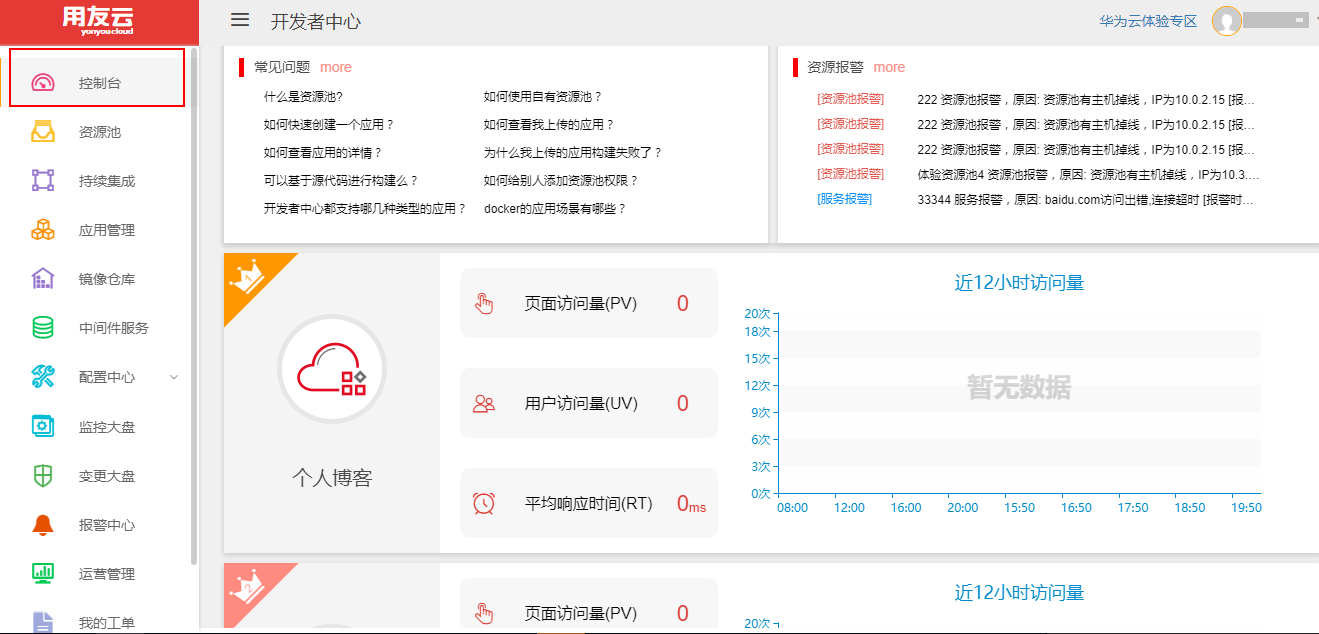 用友云
yonyoucloud
开发者中心
华为云体验专区
控制台
资源池
持续集成
应用管理
镜像仓库
中间件服务
配置中心
监控大盘
变更大盘
报警中心
运营管理
我的工单
常见问题 more
什么是资源池?
如何使用自有资源池？
如何快速创建一个应用？
如何查看我上传的应用？
如何查看应用的详情？
为什么我上传的应用构建失败了？
可以基于源代码进行构建么？
如何给别人添加资源池权限？
开发者中心都支持哪几种类型的应用？
docker的应用场景有哪些？
资源报警 more
[资源池报警] 222 资源池报警，原因: 资源池有主机掉线，IP为10.0.2.15 [报...
[资源池报警] 222 资源池报警，原因: 资源池有主机掉线，IP为10.0.2.15 [报...
[资源池报警] 222 资源池报警，原因: 资源池有主机掉线，IP为10.0.2.15 [报...
[资源池报警] 体验资源池4 资源池报警，原因: 资源池有主机掉线，IP为10.3....
[服务报警] 33344 服务报警，原因: baidu.com访问出错,连接超时 [报警时...
1
个人博客
页面访问量(PV) 0
用户访问量(UV) 0
平均响应时间(RT) 0ms
近12小时访问量
20次
18次
15次
12次
9次
6次
3次
0次
暂无数据
08:00 12:00 16:00 20:00 15:50 16:50 17:50 18:50 19:50
2
页面访问量(PV) 0
近12小时访问量
20次